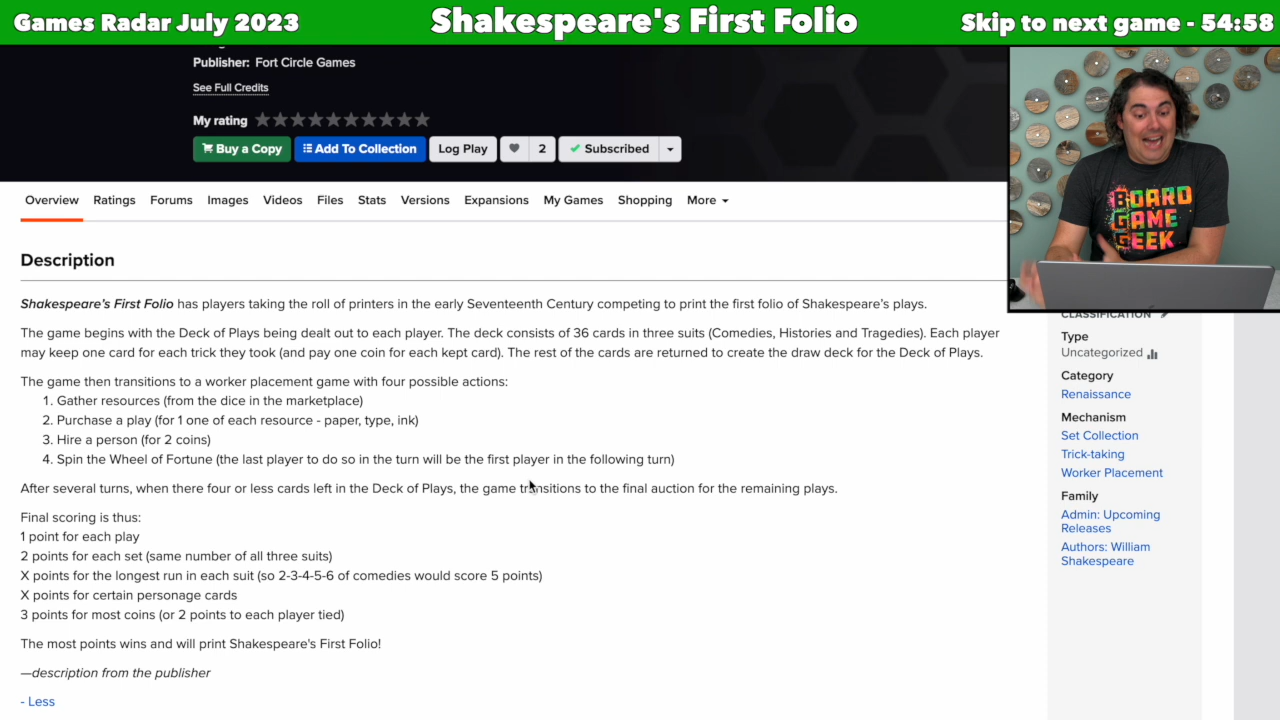 Games Radar July 2023
Shakespeare's First Folio
Skip to next game - 54:58
Publisher: Fort Circle Games
See Full Credits
My rating
Buy a Copy
Add To Collection
Log Play
2
Subscribed
BOARD
GAME
GEEK
Overview
Ratings
Forums
Images
Videos
Files
Stats
Versions
Expansions
My Games
Shopping
More
Description
Shakespeare's First Folio has players taking the roll of printers in the early Seventeenth Century competing to print the first folio of Shakespeare's plays.
The game begins with the Deck of Plays being dealt out to each player. The deck consists of 36 cards in three suits (Comedies, Histories and Tragedies). Each player
may keep one card for each trick they took (and pay one coin for each kept card). The rest of the cards are returned to create the draw deck for the Deck of Plays.
The game then transitions to a worker placement game with four possible actions:
1. Gather resources (from the dice in the marketplace)
2. Purchase a play (for 1 one of each resource - paper, type, ink)
3. Hire a person (for 2 coins)
4. Spin the Wheel of Fortune (the last player to do so in the turn will be the first player in the following turn)
After several turns, when there four or less cards left in the Deck of Plays, the game transitions to the final auction for the remaining plays.
Final scoring is thus:
1 point for each play
2 points for each set (same number of all three suits)
X points for the longest run in each suit (so 2-3-4-5-6 of comedies would score 5 points)
X points for certain personage cards
3 points for most coins (or 2 points to each player tied)
The most points wins and will print Shakespeare's First Folio!
—description from the publisher
- Less
CLASSIFICATION
Type
Uncategorized
Category
Renaissance
Mechanism
Set Collection
Trick-taking
Worker Placement
Family
Admin: Upcoming
Releases
Authors: William
Shakespeare